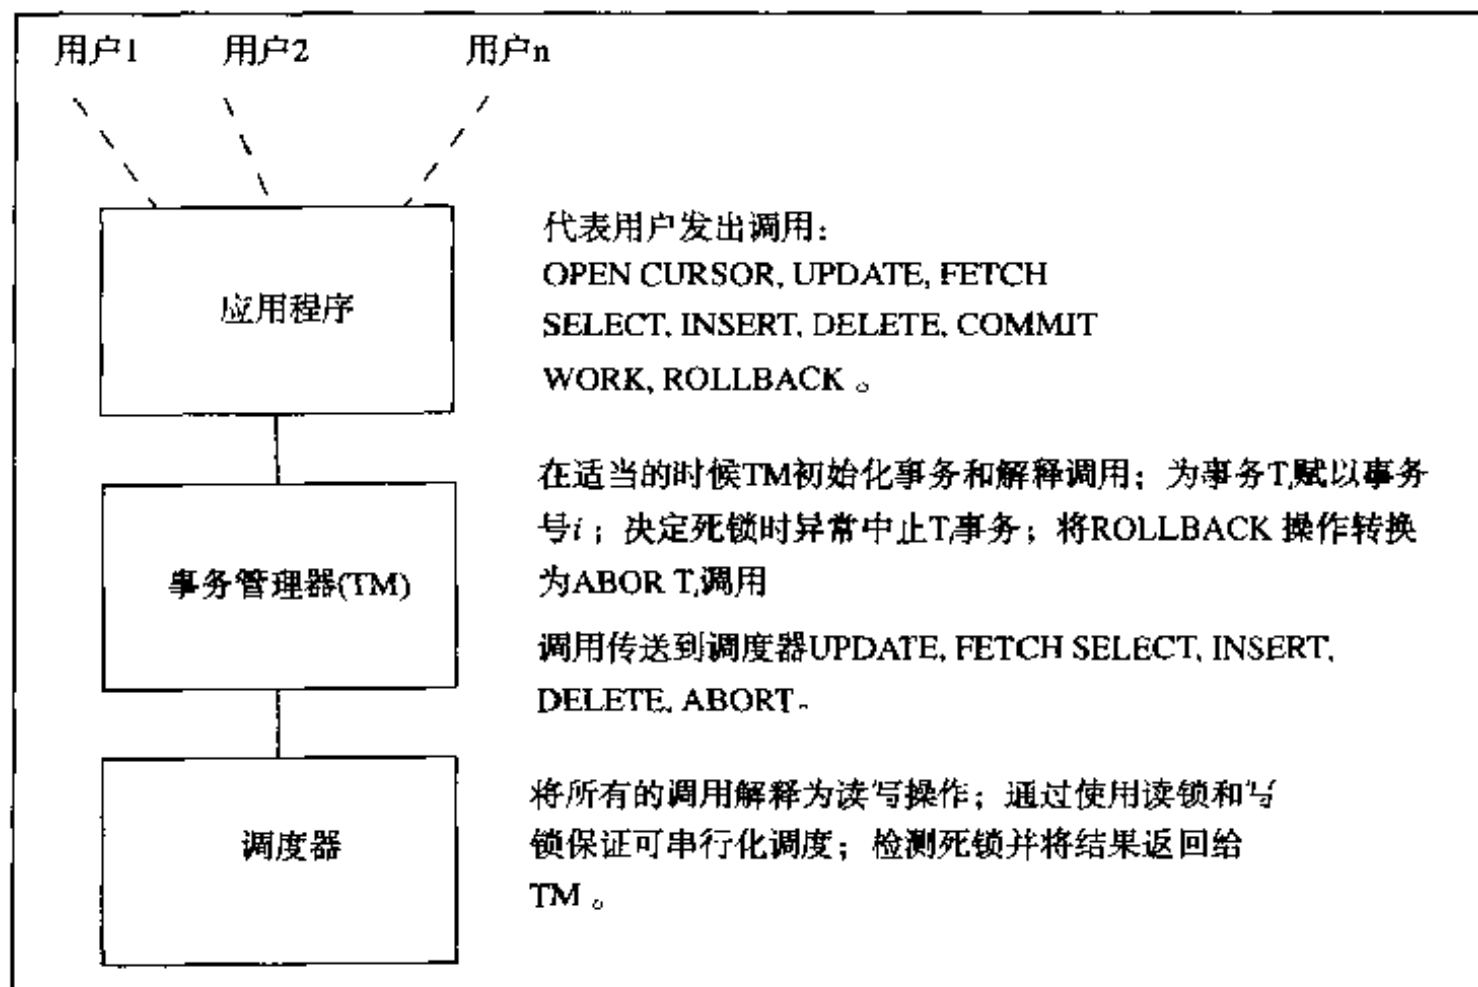 用户1 用户2 用户n
代表用户发出调用：
OPEN CURSOR, UPDATE, FETCH
应用程序
SELECT, INSERT, DELETE, COMMIT
WORK, ROLLBACK 。
在适当的时候TM初始化事务和解释调用；为事务Ti赋以事务
号i；决定死锁时异常中止Ti事务；将ROLLBACK 操作转换
事务管理器(TM)
为ABOR Ti调用
调用传送到调度器UPDATE, FETCH SELECT, INSERT,
DELETE, ABORT。
将所有的调用解释为读写操作；通过使用读锁和写
调度器
锁保证可串行化调度；检测死锁并将结果返回给
TM 。